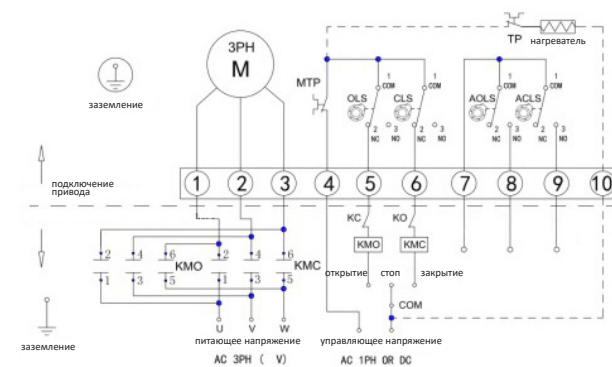 3PH
M
TP
нагреватель
MTP
1
COM
1
COM
1
COM
1
COM
OLS
CLS
AOLS
ACLS
2
NC
3
NO
2
NC
3
NO
2
NC
3
NO
2
NC
3
NO
заземление
подключение
привода
1 2 3 4 5 6 7 8 9 10
KC
KO
KMO
KMC
2 4 6 KMO 2 4 6 KMC
1 3 5 1 3 5
открытие стоп закрытие
COM
U V W
заземление
питающее напряжение
управляющее напряжение
AC 3PH ( V)
AC 1PH OR DC